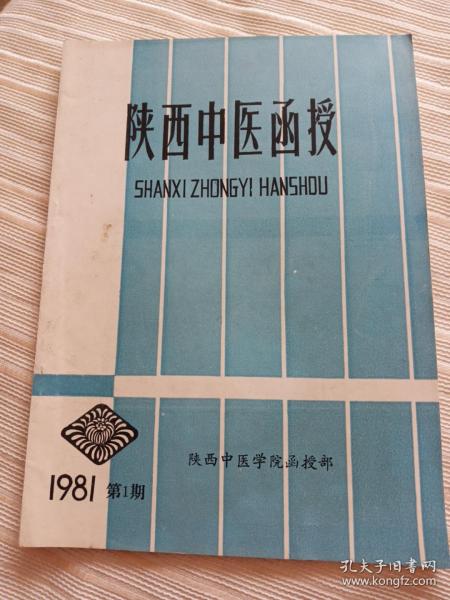 陕西中医函授
SHANXI ZHONGYI HANSHOU
陕西中医学院函授部
1981 第1期
孔夫子旧书网
www.kongfz.com